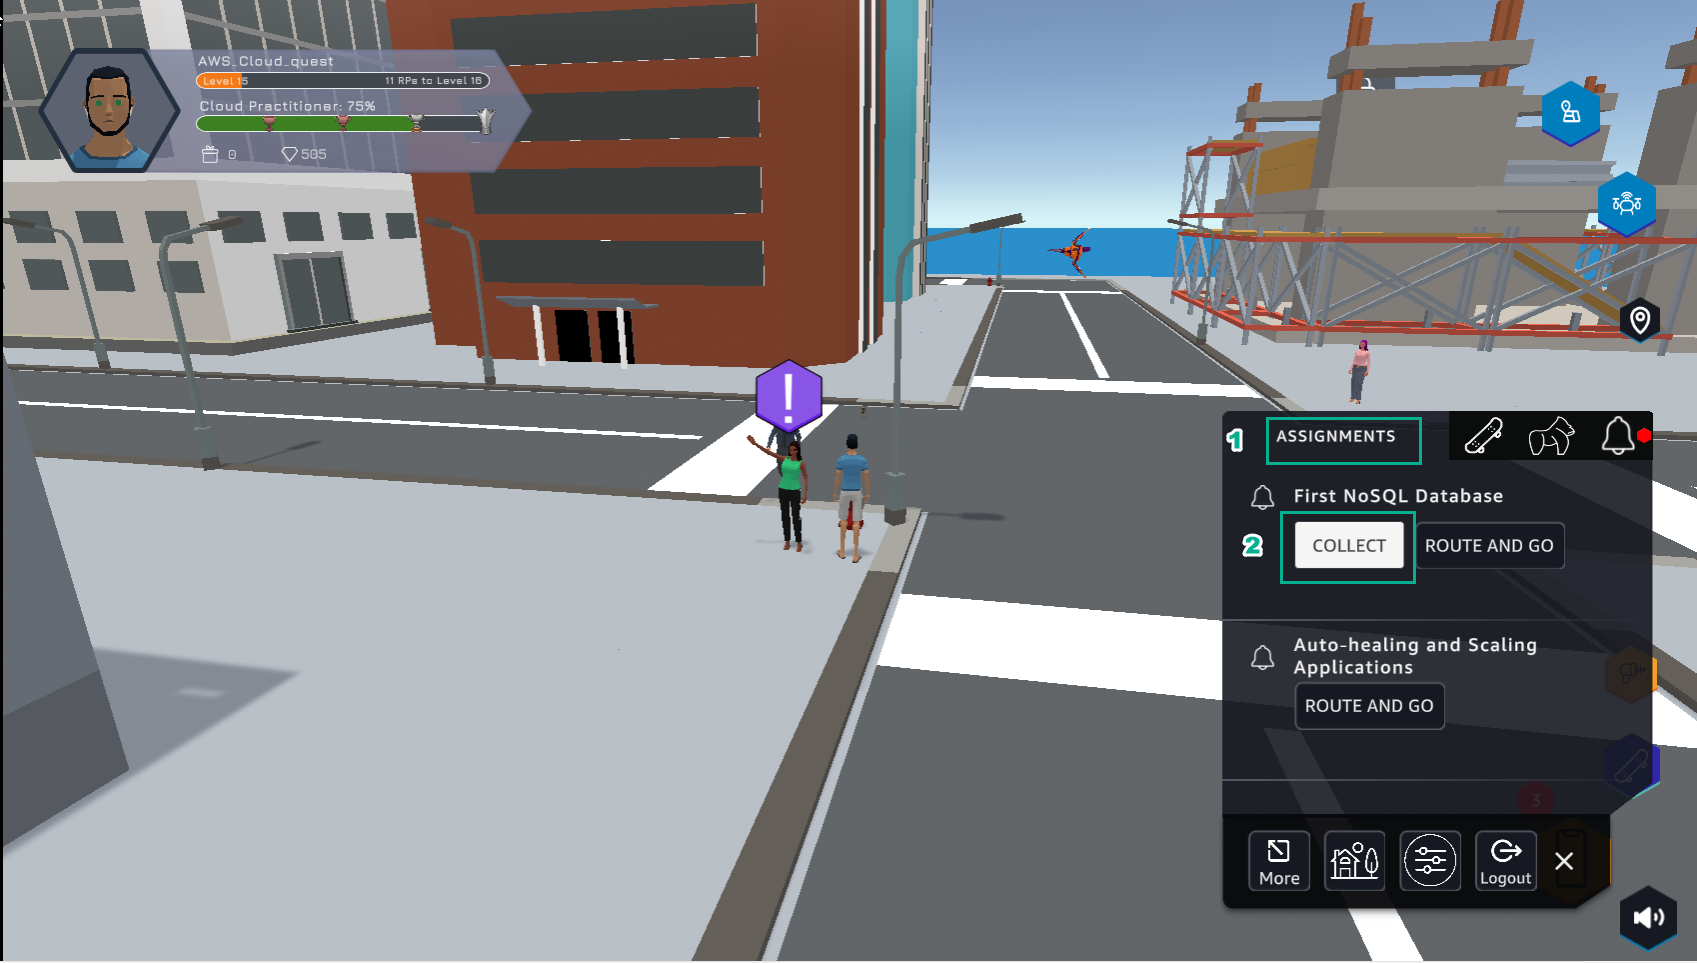 AWS_Cloud_quest
Level 15
11 RPs to Level 16
Cloud Practitioner: 75%
0
505
!
1
ASSIGNMENTS
First NoSQL Database
2
COLLECT
ROUTE AND GO
Auto-healing and Scaling
Applications
ROUTE AND GO
3
More
Logout